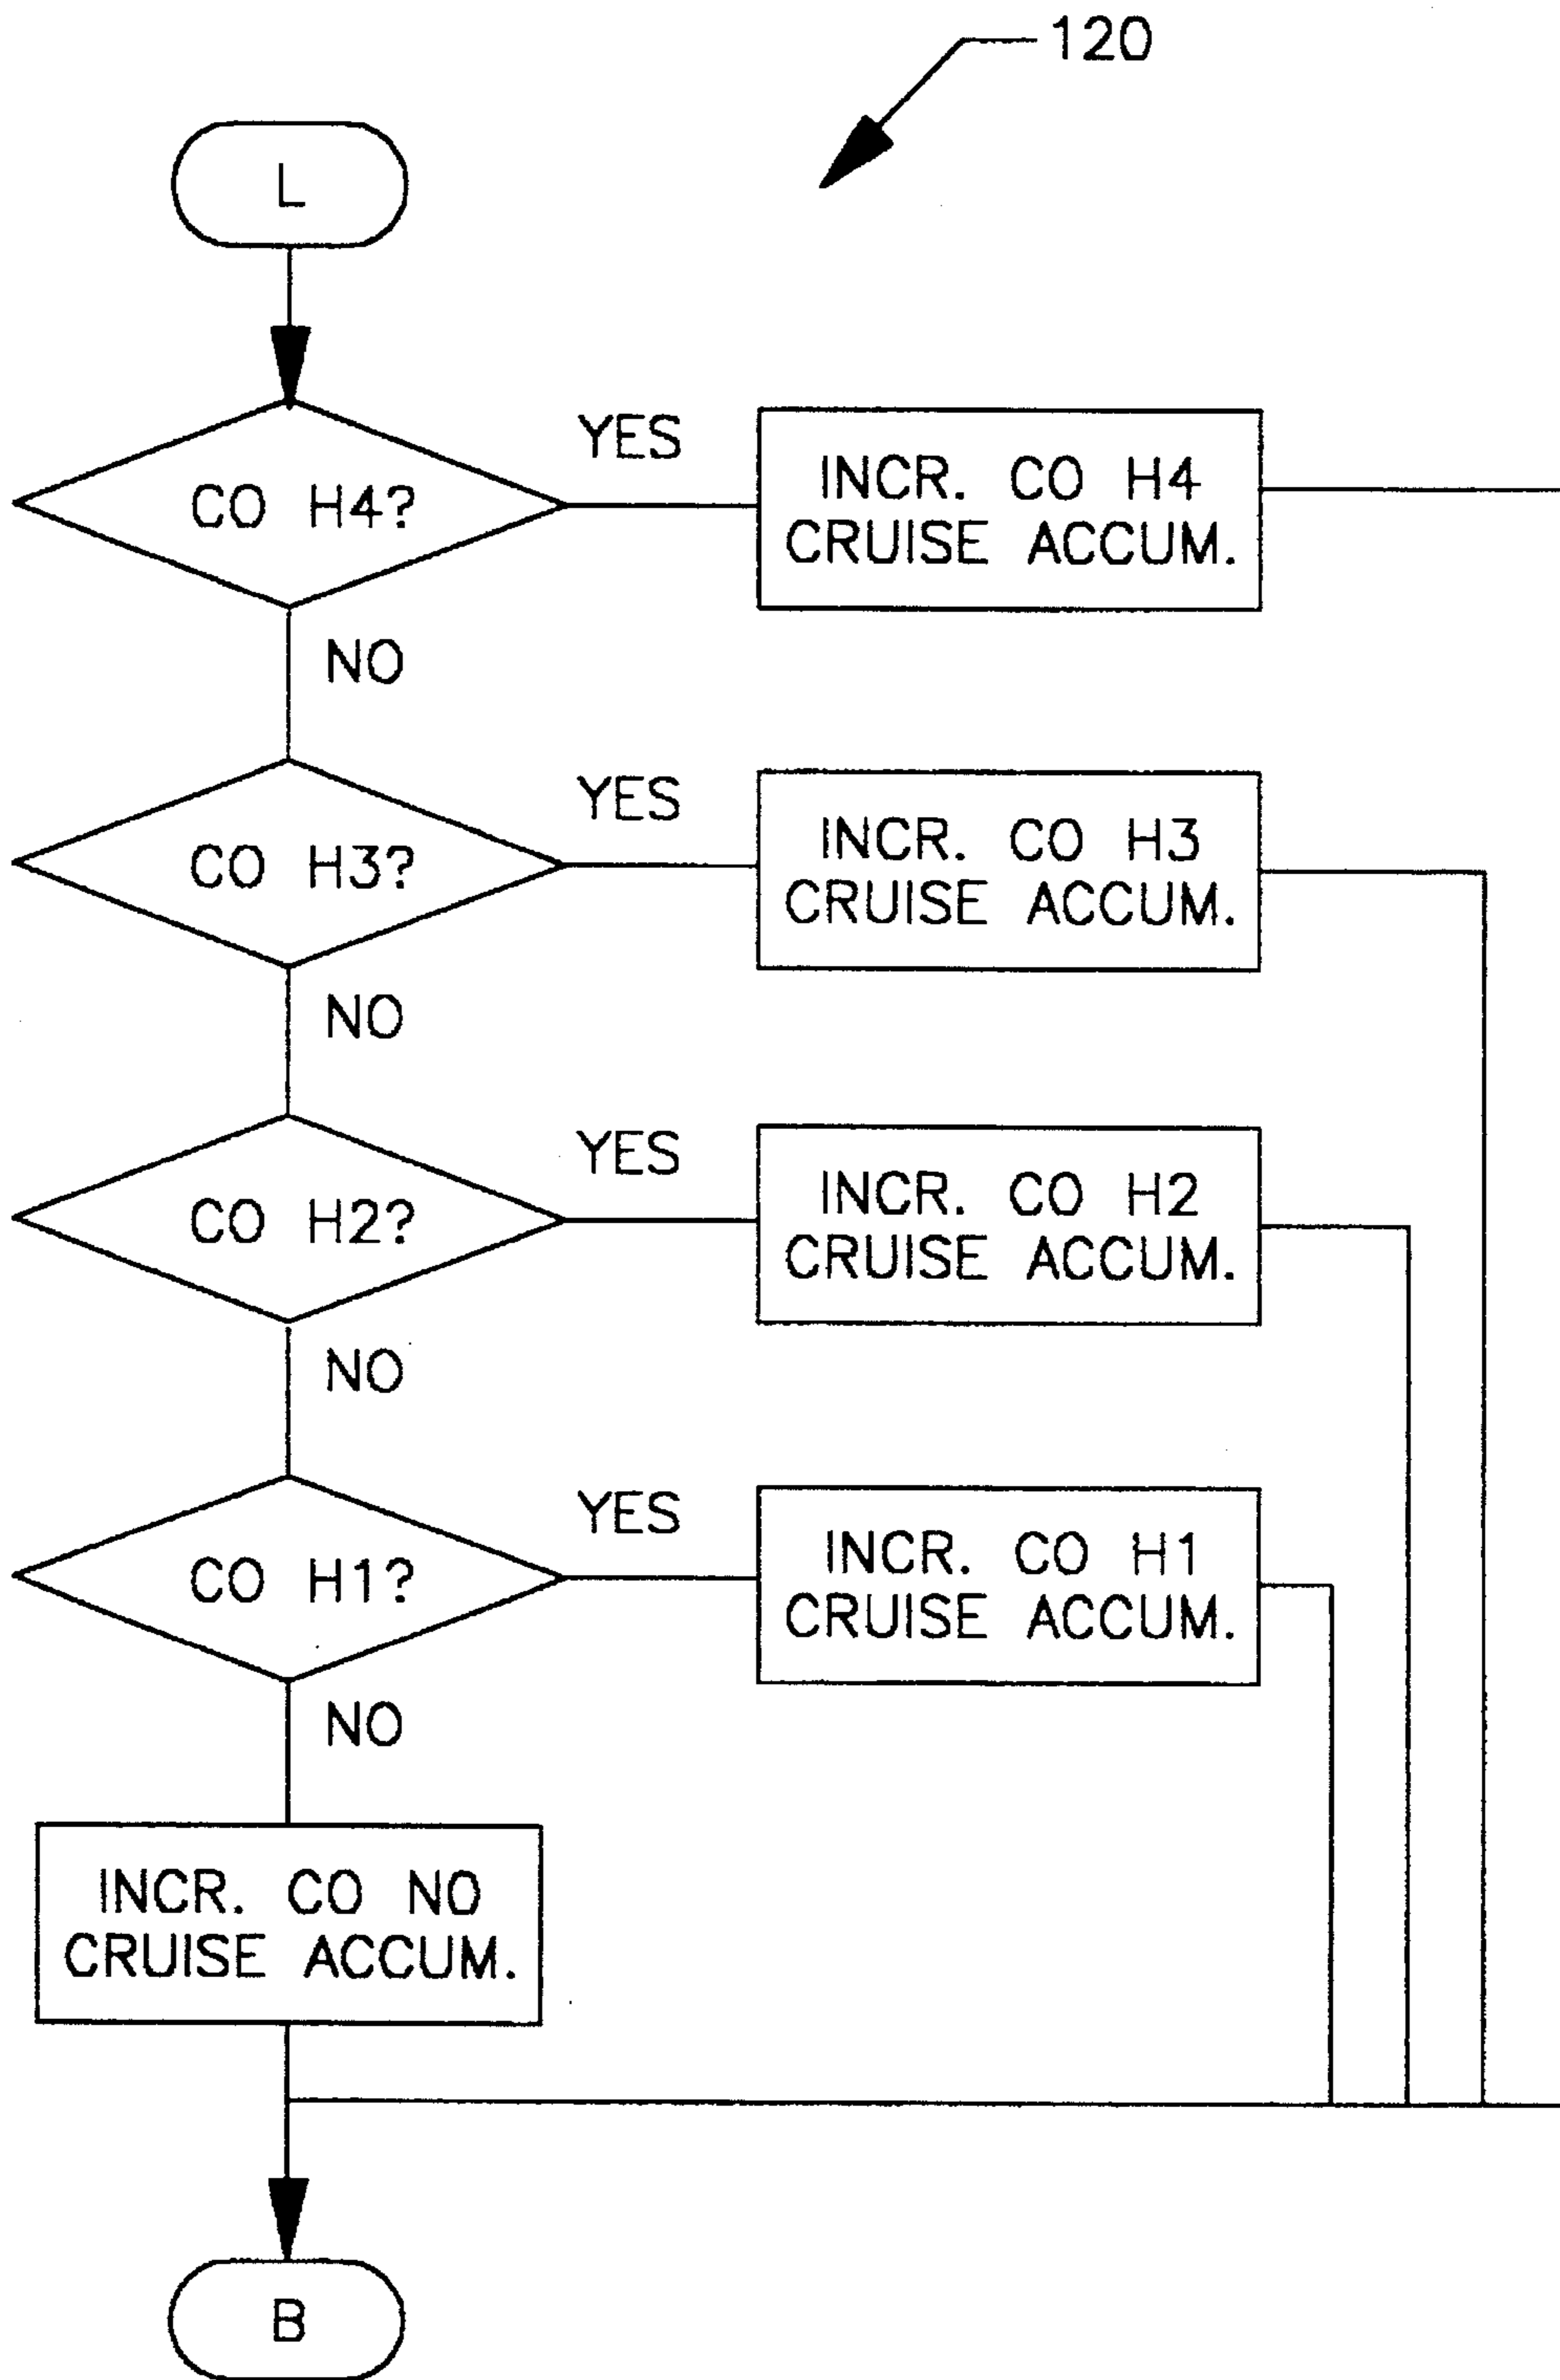 120
L
CO H4?
YES
INCR. CO H4
CRUISE ACCUM.
NO
CO H3?
YES
INCR. CO H3
CRUISE ACCUM.
NO
CO H2?
YES
INCR. CO H2
CRUISE ACCUM.
NO
CO H1?
YES
INCR. CO H1
CRUISE ACCUM.
NO
INCR. CO NO
CRUISE ACCUM.
B